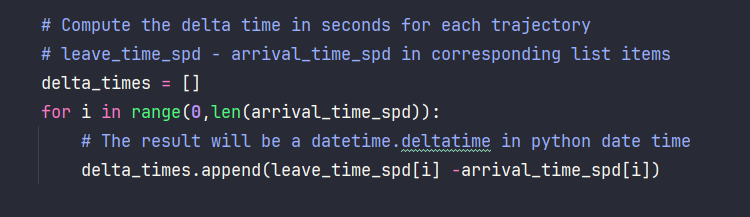 # Compute the delta time in seconds for each trajectory
# leave_time_spd - arrival_time_spd in corresponding list items
delta_times = []
for i in range(0,len(arrival_time_spd)):
# The result will be a datetime.deltatime in python date time
delta_times.append(leave_time_spd[i] -arrival_time_spd[i])